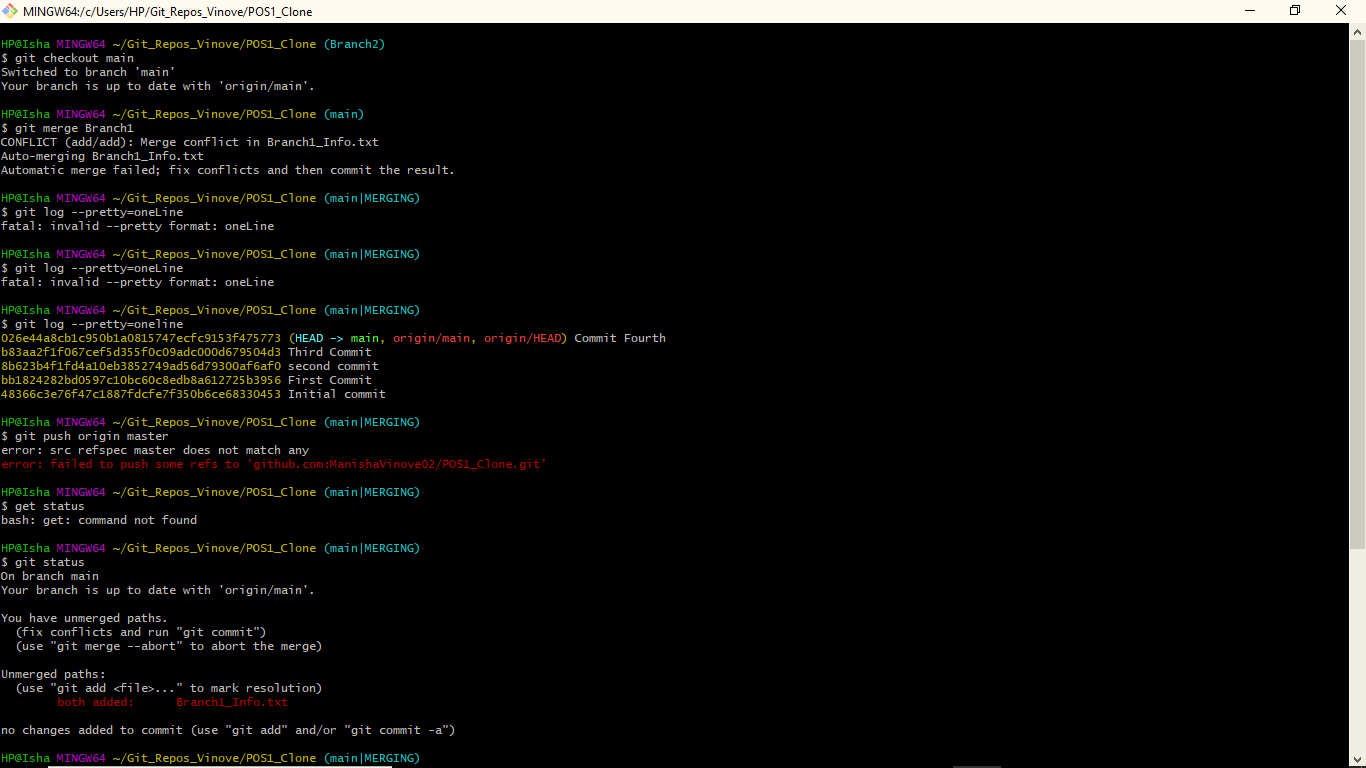 MINGW64:/c/Users/HP/Git_Repos_Vinove/POS1_Clone
HP@Isha MINGW64 ~/Git_Repos_Vinove/POS1_Clone (Branch2)
$ git checkout main
Switched to branch 'main'
Your branch is up to date with 'origin/main'.
HP@Isha MINGW64 ~/Git_Repos_Vinove/POS1_Clone (main)
$ git merge Branch1
CONFLICT (add/add): Merge conflict in Branch1_Info.txt
Auto-merging Branch1_Info.txt
Automatic merge failed; fix conflicts and then commit the result.
HP@Isha MINGW64 ~/Git_Repos_Vinove/POS1_Clone (main|MERGING)
$ git log --pretty=oneLine
fatal: invalid --pretty format: oneLine
HP@Isha MINGW64 ~/Git_Repos_Vinove/POS1_Clone (main|MERGING)
$ git log --pretty=oneLine
fatal: invalid --pretty format: oneLine
HP@Isha MINGW64 ~/Git_Repos_Vinove/POS1_Clone (main|MERGING)
$ git log --pretty=oneline
026e44a8cb1c950b1a0815747ecfc9153f475773 (HEAD -> main, origin/main, origin/HEAD) Commit Fourth
b83aa2f1f067cef5d355f0c09adc000d679504d3 Third Commit
8b623b4f1fd4a10eb3852749ad56d79300af6af0 second commit
bb1824282bd0597c10bc60c8edb8a612725b3956 First Commit
48366c3e76f47c1887fdcfe7f350b6ce68330453 Initial commit
HP@Isha MINGW64 ~/Git_Repos_Vinove/POS1_Clone (main|MERGING)
$ git push origin master
error: src refspec master does not match any
error: failed to push some refs to 'github.com:ManishaVinove02/POS1_Clone.git'
HP@Isha MINGW64 ~/Git_Repos_Vinove/POS1_Clone (main|MERGING)
$ get status
bash: get: command not found
HP@Isha MINGW64 ~/Git_Repos_Vinove/POS1_Clone (main|MERGING)
$ git status
On branch main
Your branch is up to date with 'origin/main'.
You have unmerged paths.
(fix conflicts and run "git commit")
(use "git merge --abort" to abort the merge)
Unmerged paths:
(use "git add <file>..." to mark resolution)
both added: Branch1_Info.txt
no changes added to commit (use "git add" and/or "git commit -a")
HP@Isha MINGW64 ~/Git_Repos_Vinove/POS1_Clone (main|MERGING)